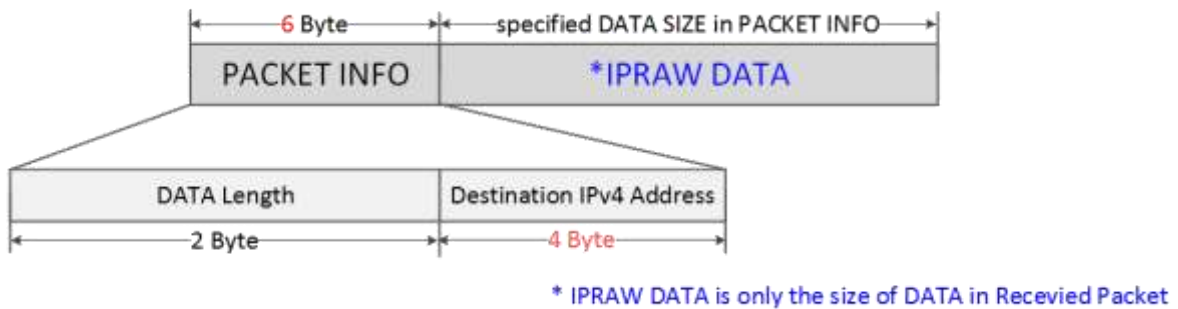 6 Byte specified DATA SIZE in PACKET INFO
PACKET INFO *IPRAW DATA
DATA Length Destination IPv4 Address
2 Byte 4 Byte
* IPRAW DATA is only the size of DATA in Recevied Packet